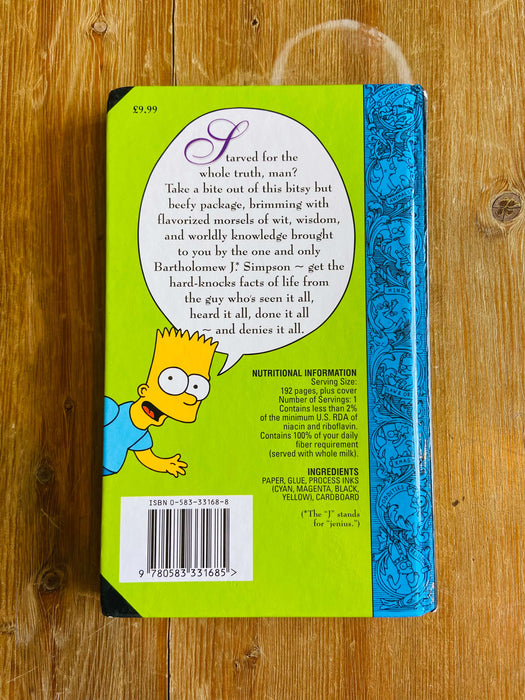 £9.99
Starved for the
whole truth, man?
Take a bite out of this bitsy but
beefy package, brimming with
flavorized morsels of wit, wisdom,
and worldly knowledge brought
to you by the one and only
Bartholomew J.* Simpson ~ get the
hard-knocks facts of life from
the guy who's seen it all,
heard it all, done it all
~ and denies it all.
NUTRITIONAL INFORMATION
Serving Size:
192 pages, plus cover
Number of Servings: 1
Contains less than 2%
of the minimum U.S. RDA of
niacin and riboflavin.
Contains 100% of your daily
fiber requirement
(served with whole milk).
INGREDIENTS
PAPER, GLUE, PROCESS INKS
(CYAN, MAGENTA, BLACK,
YELLOW), CARDBOARD
(*The "J" stands
for "jenius.")
ISBN 0-583-33168-8
9 780583 331685>